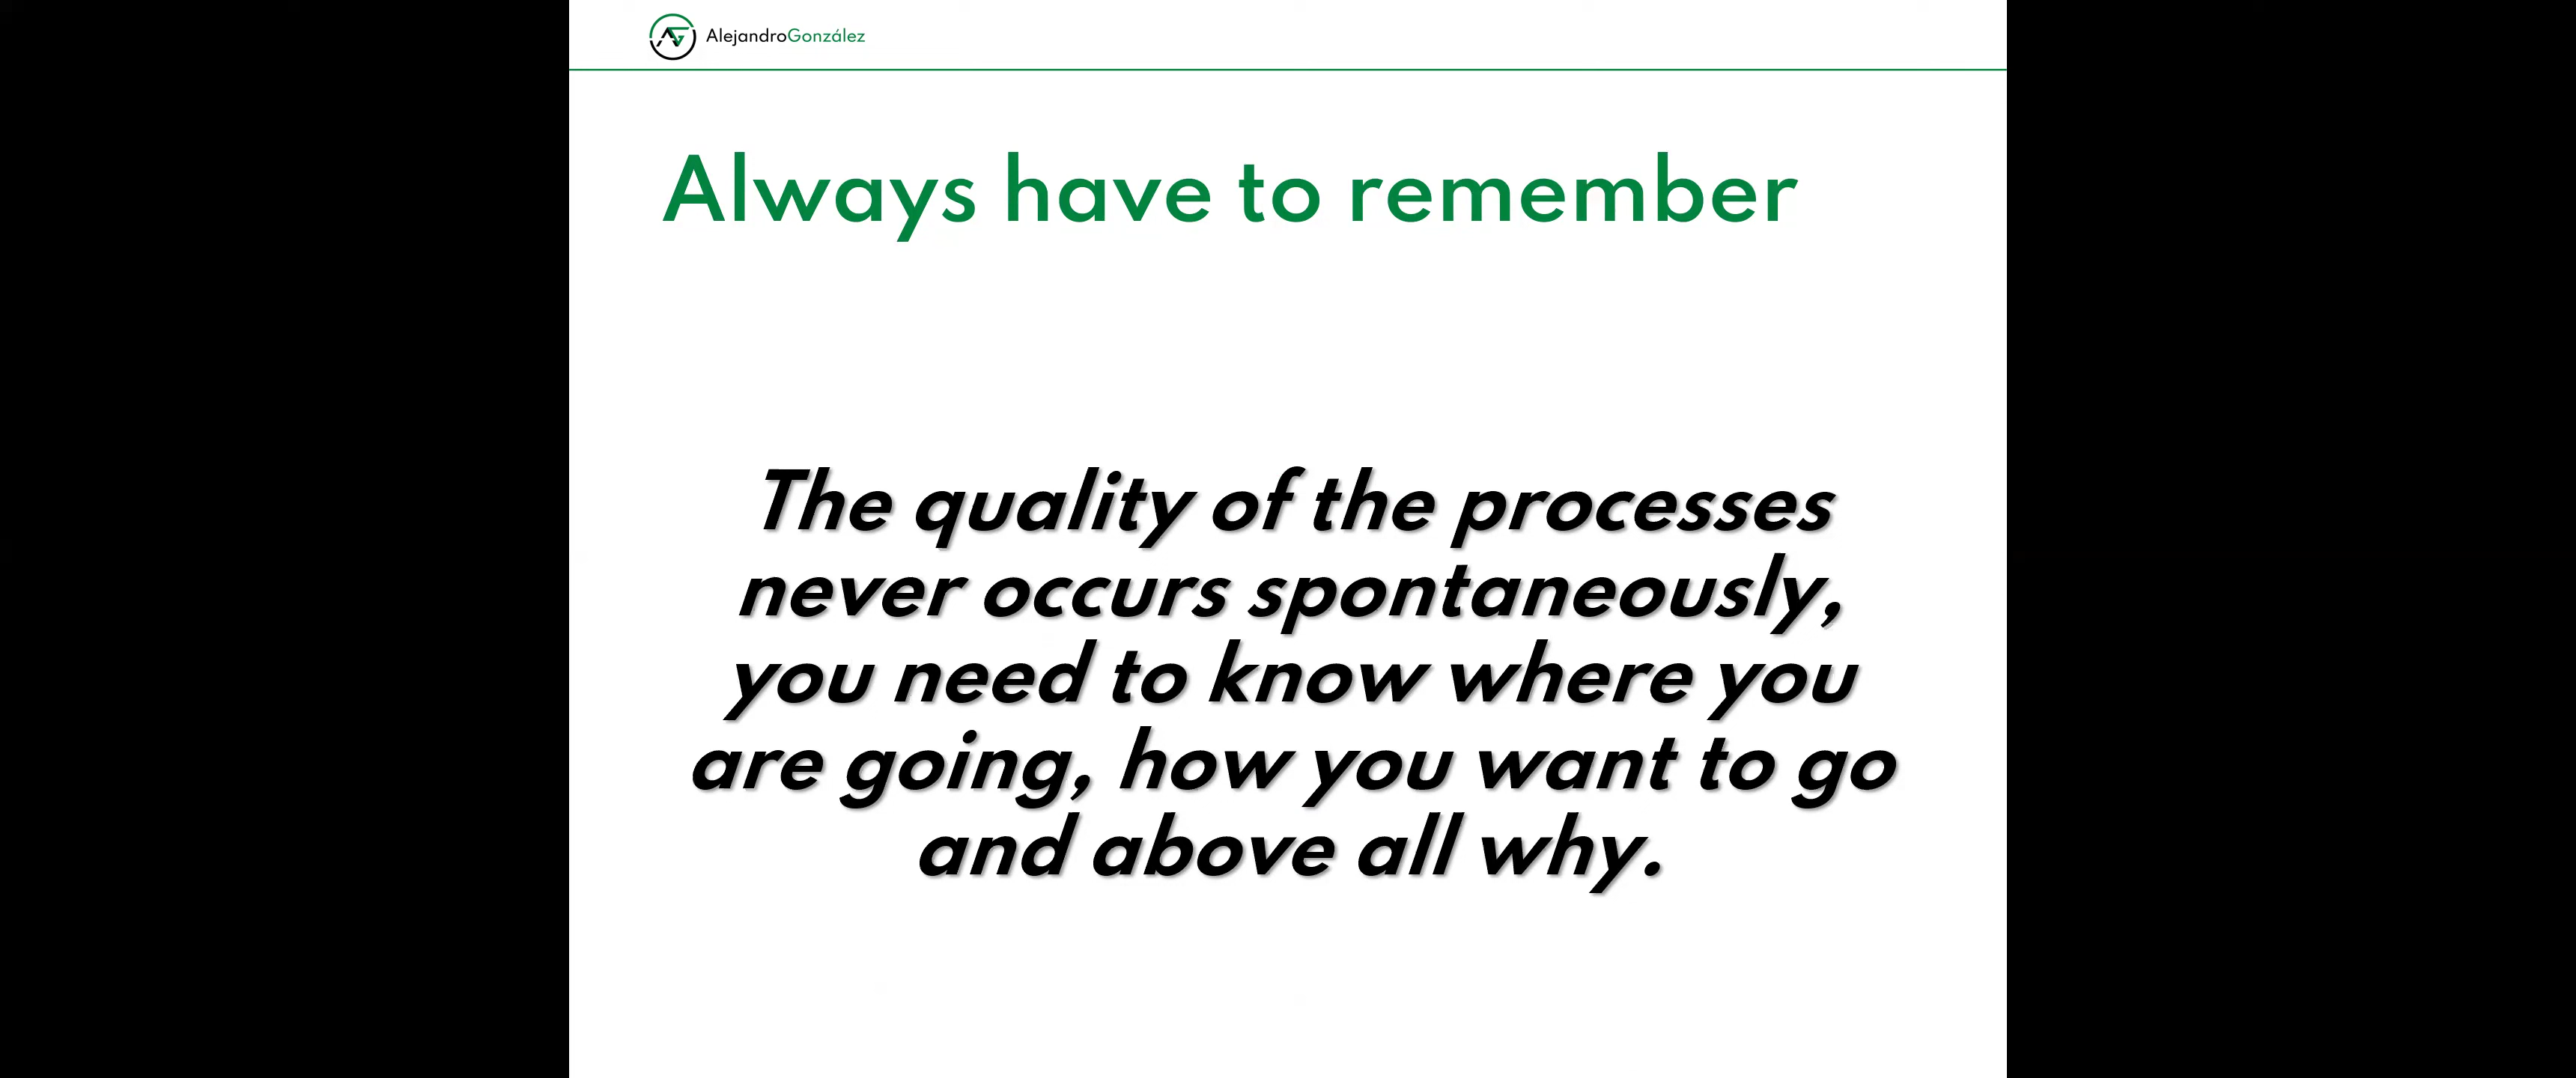 AlejandroGonzález
Always have to remember
The quality of the processes
never occurs spontaneously,
you need to know where you
are going, how you want to go
and above all why.